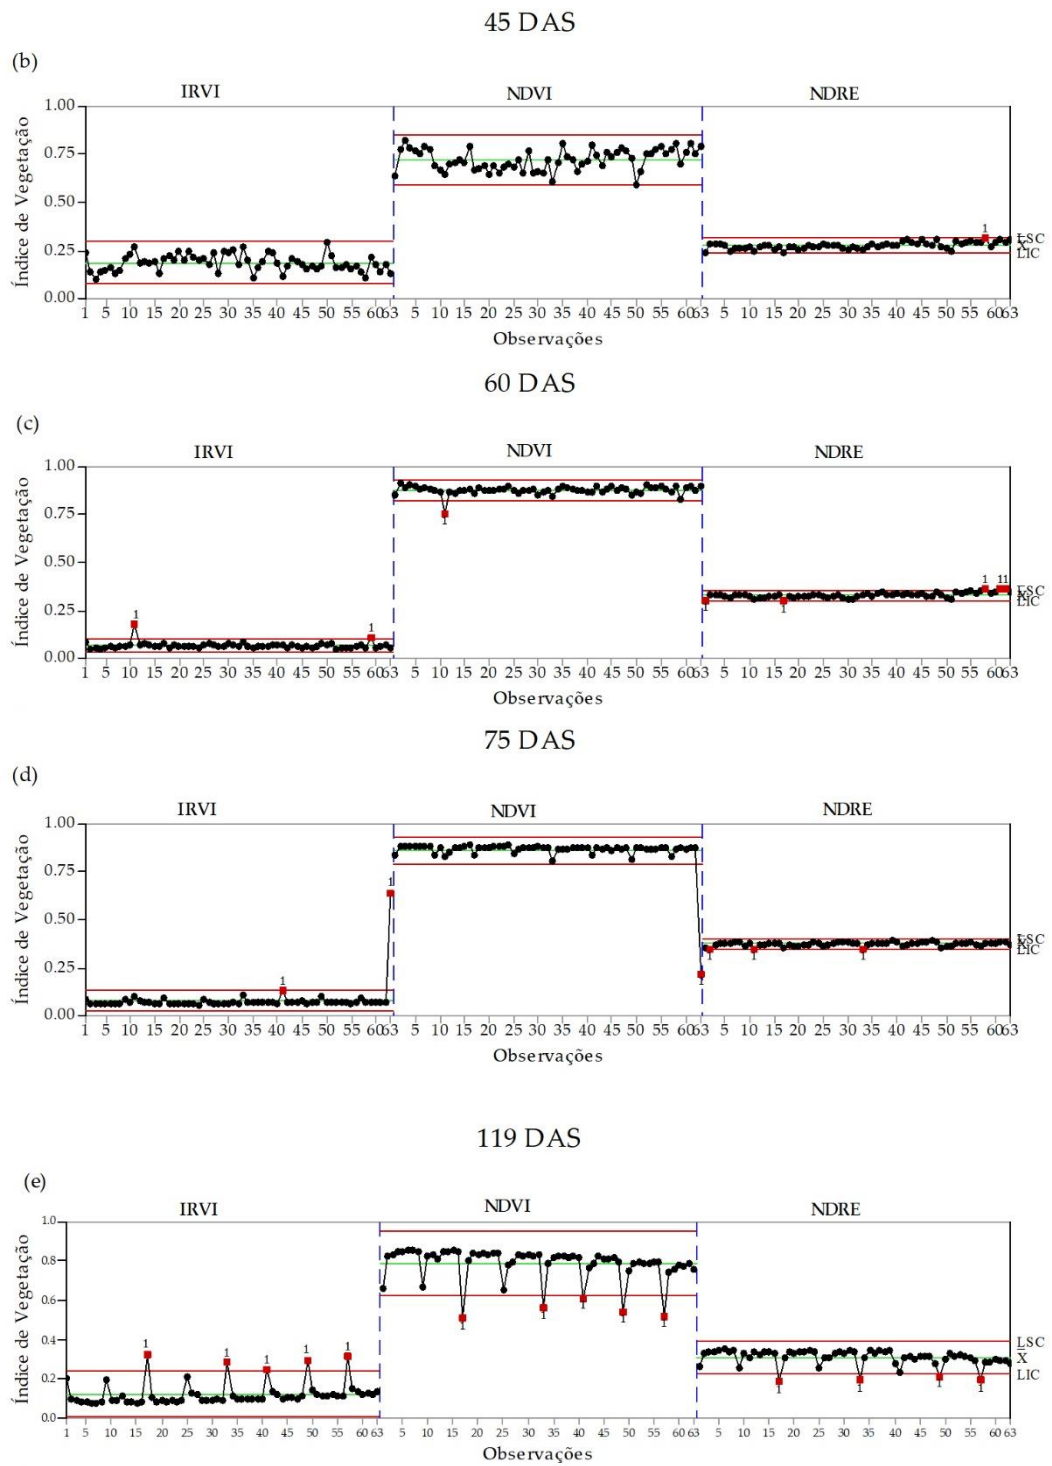 45 DAS
(b)
IRVI NDVI NDRE
Índice de Vegetação
1.00
0.75
0.50
0.25
0.00
1
LSC
X̄
LIC
1 5 10 15 20 25 30 35 40 45 50 55 60 63 5 10 15 20 25 30 35 40 45 50 55 60 63 5 10 15 20 25 30 35 40 45 50 55 60 63
Observações
60 DAS
(c)
IRVI NDVI NDRE
Índice de Vegetação
1.00
0.75
0.50
0.25
0.00
1 1 1 1 1 1 1 1
LSC
X̄
LIC
1 5 10 15 20 25 30 35 40 45 50 55 60 63 5 10 15 20 25 30 35 40 45 50 55 60 63 5 10 15 20 25 30 35 40 45 50 55 60 63
Observações
75 DAS
(d)
IRVI NDVI NDRE
Índice de Vegetação
1.00
0.75
0.50
0.25
0.00
1 1 1 1 1 1
LSC
X̄
LIC
1 5 10 15 20 25 30 35 40 45 50 55 60 63 5 10 15 20 25 30 35 40 45 50 55 60 63 5 10 15 20 25 30 35 40 45 50 55 60 63
Observações
119 DAS
(e)
IRVI NDVI NDRE
Índice de Vegetação
1.0
0.8
0.6
0.4
0.2
0.0
1 1 1 1 1 1 1 1 1 1 1 1 1 1
LSC
X̄
LIC
1 5 10 15 20 25 30 35 40 45 50 55 60 63 5 10 15 20 25 30 35 40 45 50 55 60 63 5 10 15 20 25 30 35 40 45 50 55 60 63
Observações